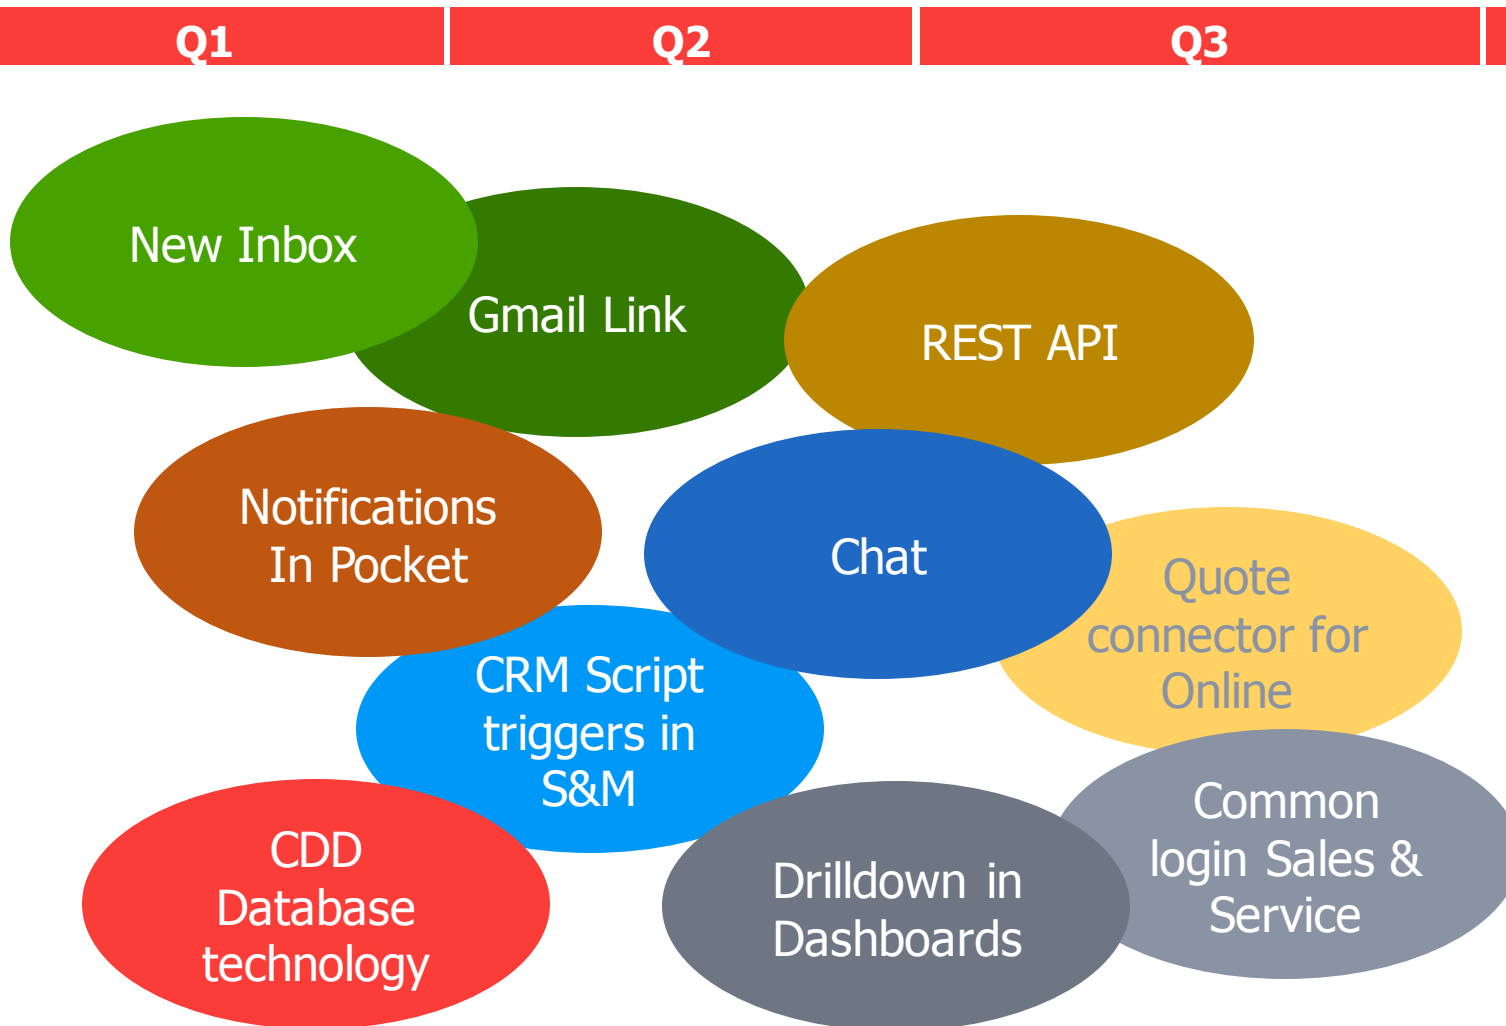 Q1
Q2
Q3
New Inbox
Gmail Link
REST API
Notifications
In Pocket
Chat
Quote
connector for
Online
CRM Script
triggers in
S&M
CDD
Database
technology
Drilldown in
Dashboards
Common
login Sales &
Service